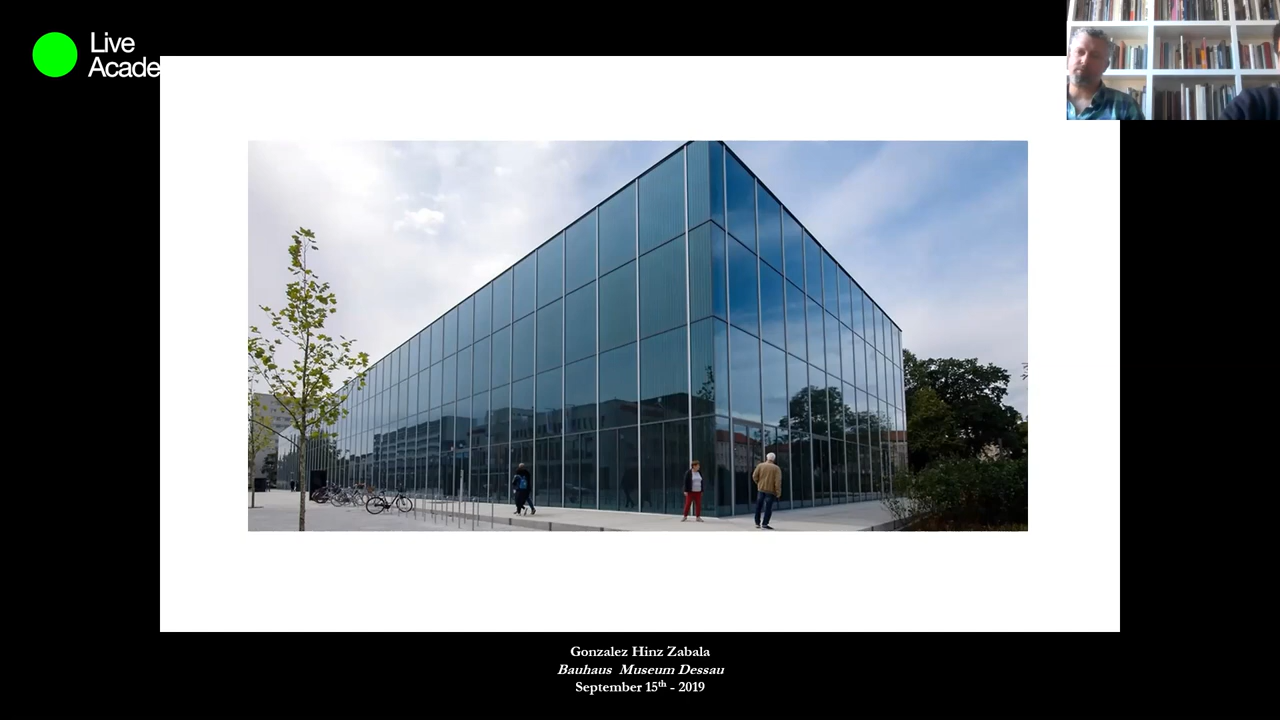 Live
Acade
Gonzalez Hinz Zabala
Bauhaus Museum Dessau
September 15th - 2019